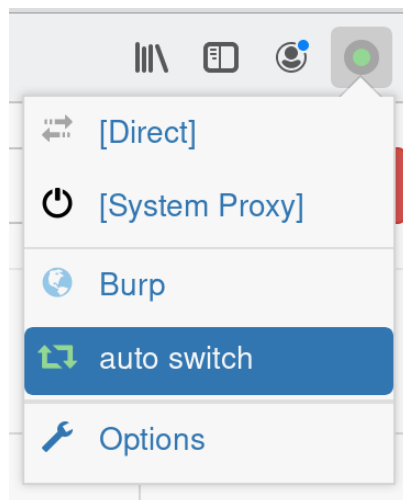 [Direct]
[System Proxy]
Burp
auto switch
Options